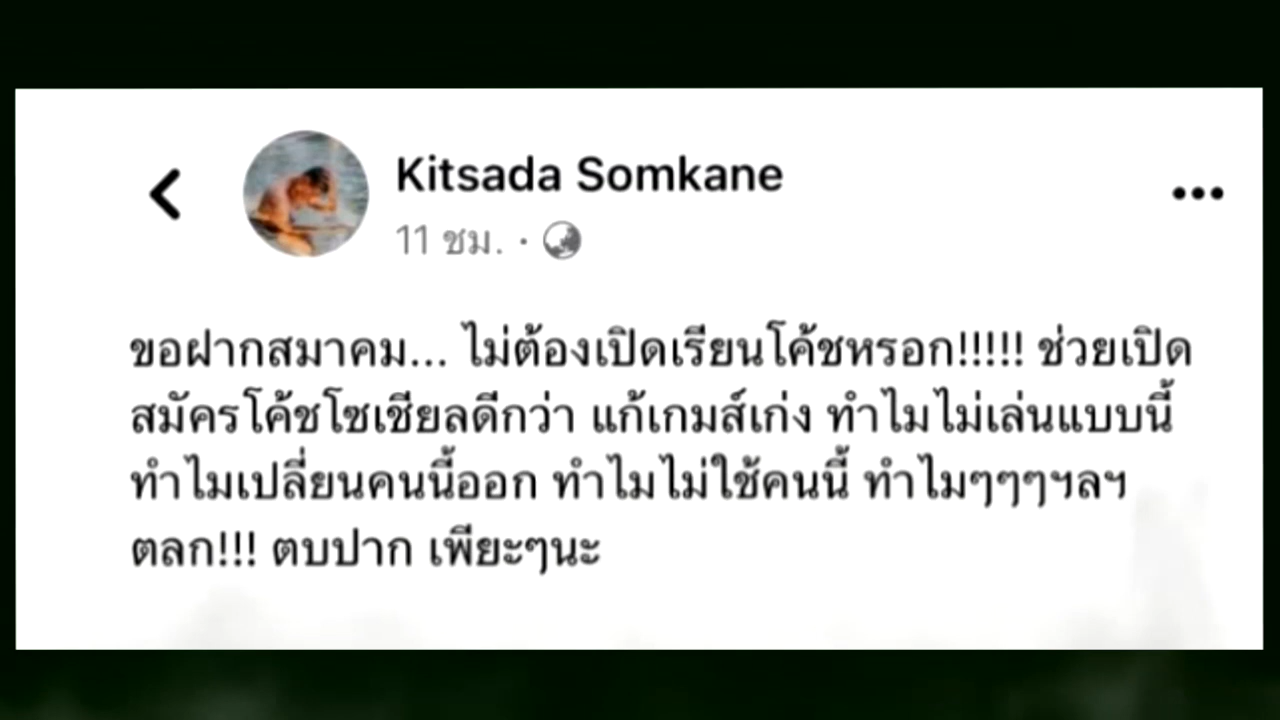 Kitsada Somkane
11 ชม. ·
ขอฝากสมาคม... ไม่ต้องเปิดเรียนโค้ชหรอก!!!!! ช่วยเปิด
สมัครโค้ชโซเชียลดีกว่า แก้เกมส์เก่ง ทำไมไม่เล่นแบบนี้
ทำไมเปลี่ยนคนนี้ออก ทำไมไม่ใช้คนนี้ ทำไมๆๆๆฯลฯ
ตลก!!! ตบปาก เพียะๆนะ